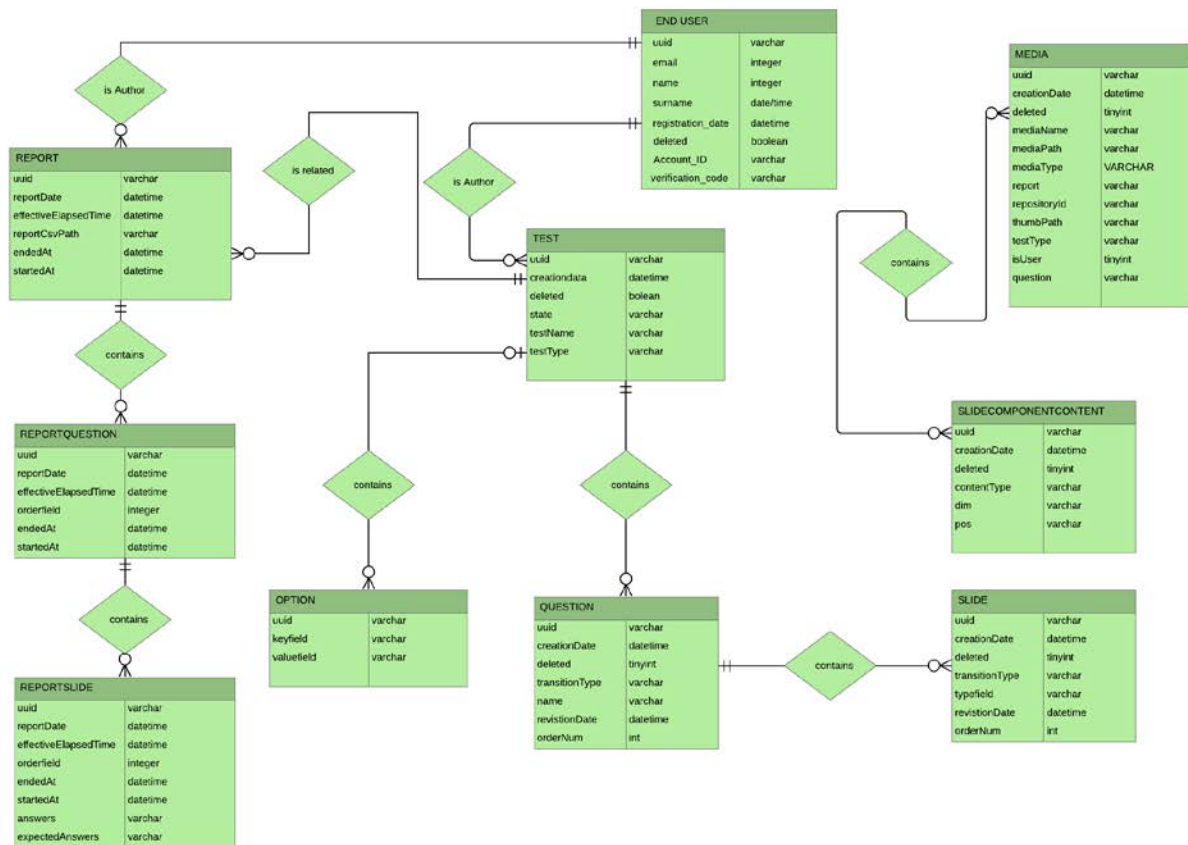 END USER
uuid varchar
email integer
name integer
surname date/time
registration_date datetime
deleted boolean
Account_ID varchar
verification_code varchar
MEDIA
uuid varchar
creationDate datetime
deleted tinyint
mediaName varchar
mediaPath varchar
mediaType VARCHAR
report varchar
repositoryId varchar
thumbPath varchar
testType varchar
isUser tinyint
question varchar
is Author
is related
is Author
contains
REPORT
uuid varchar
reportDate datetime
effectiveElapsedTime datetime
reportCsvPath varchar
endedAt datetime
startedAt datetime
TEST
uuid varchar
creationdata datetime
deleted bolean
state varchar
testName varchar
testType varchar
contains
REPORTQUESTION
uuid varchar
reportDate datetime
effectiveElapsedTime datetime
orderfield integer
endedAt datetime
startedAt datetime
contains
contains
SLIDECOMPONENTCONTENT
uuid varchar
creationDate datetime
deleted tinyint
contentType varchar
dim varchar
pos varchar
contains
OPTION
uuid varchar
keyfield varchar
valuefield varchar
QUESTION
uuid varchar
creationDate datetime
deleted tinyint
transitionType varchar
name varchar
revistionDate datetime
orderNum int
contains
SLIDE
uuid varchar
creationDate datetime
deleted tinyint
transitionType varchar
typefield varchar
revistionDate datetime
orderNum int
REPORTSLIDE
uuid varchar
reportDate datetime
effectiveElapsedTime datetime
orderfield integer
endedAt datetime
startedAt datetime
answers varchar
expectedAnswers varchar